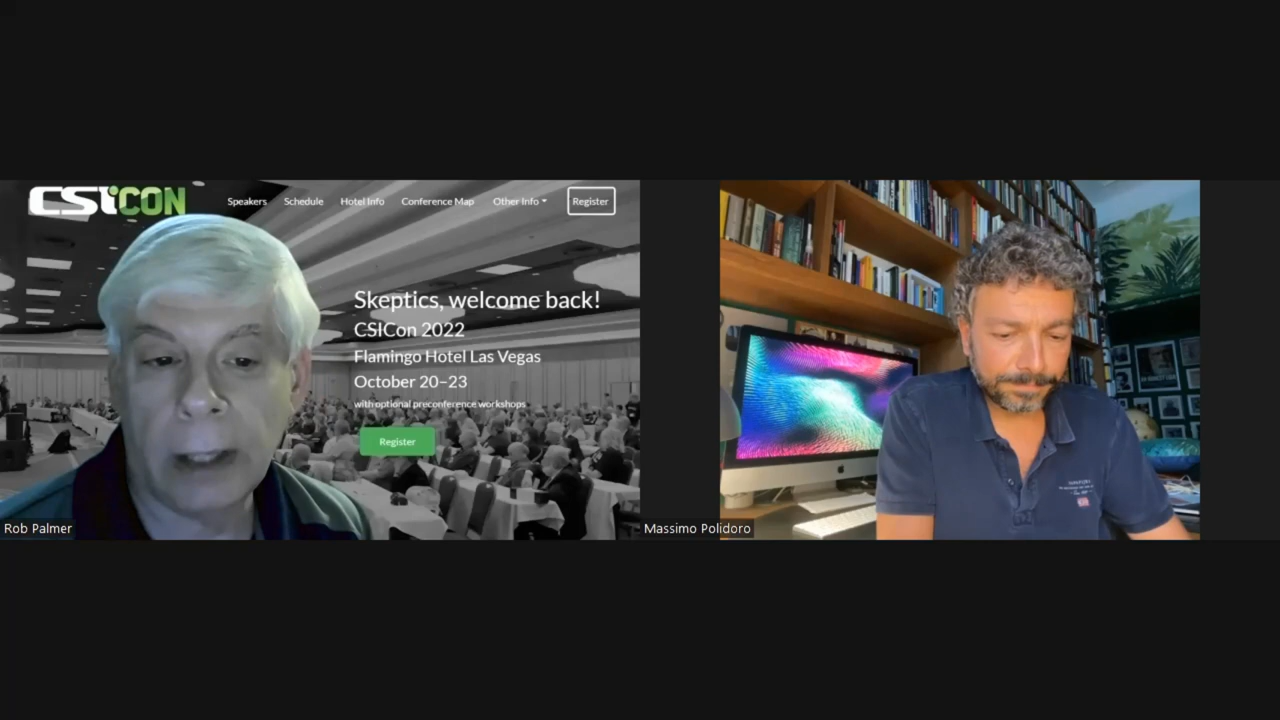 CSICON
Speakers Schedule Hotel Info Conference Map Other Info Register
Skeptics, welcome back!
CSICon 2022
Flamingo Hotel Las Vegas
October 20–23
with optional preconference workshops
Register
Rob Palmer
Massimo Polidoro